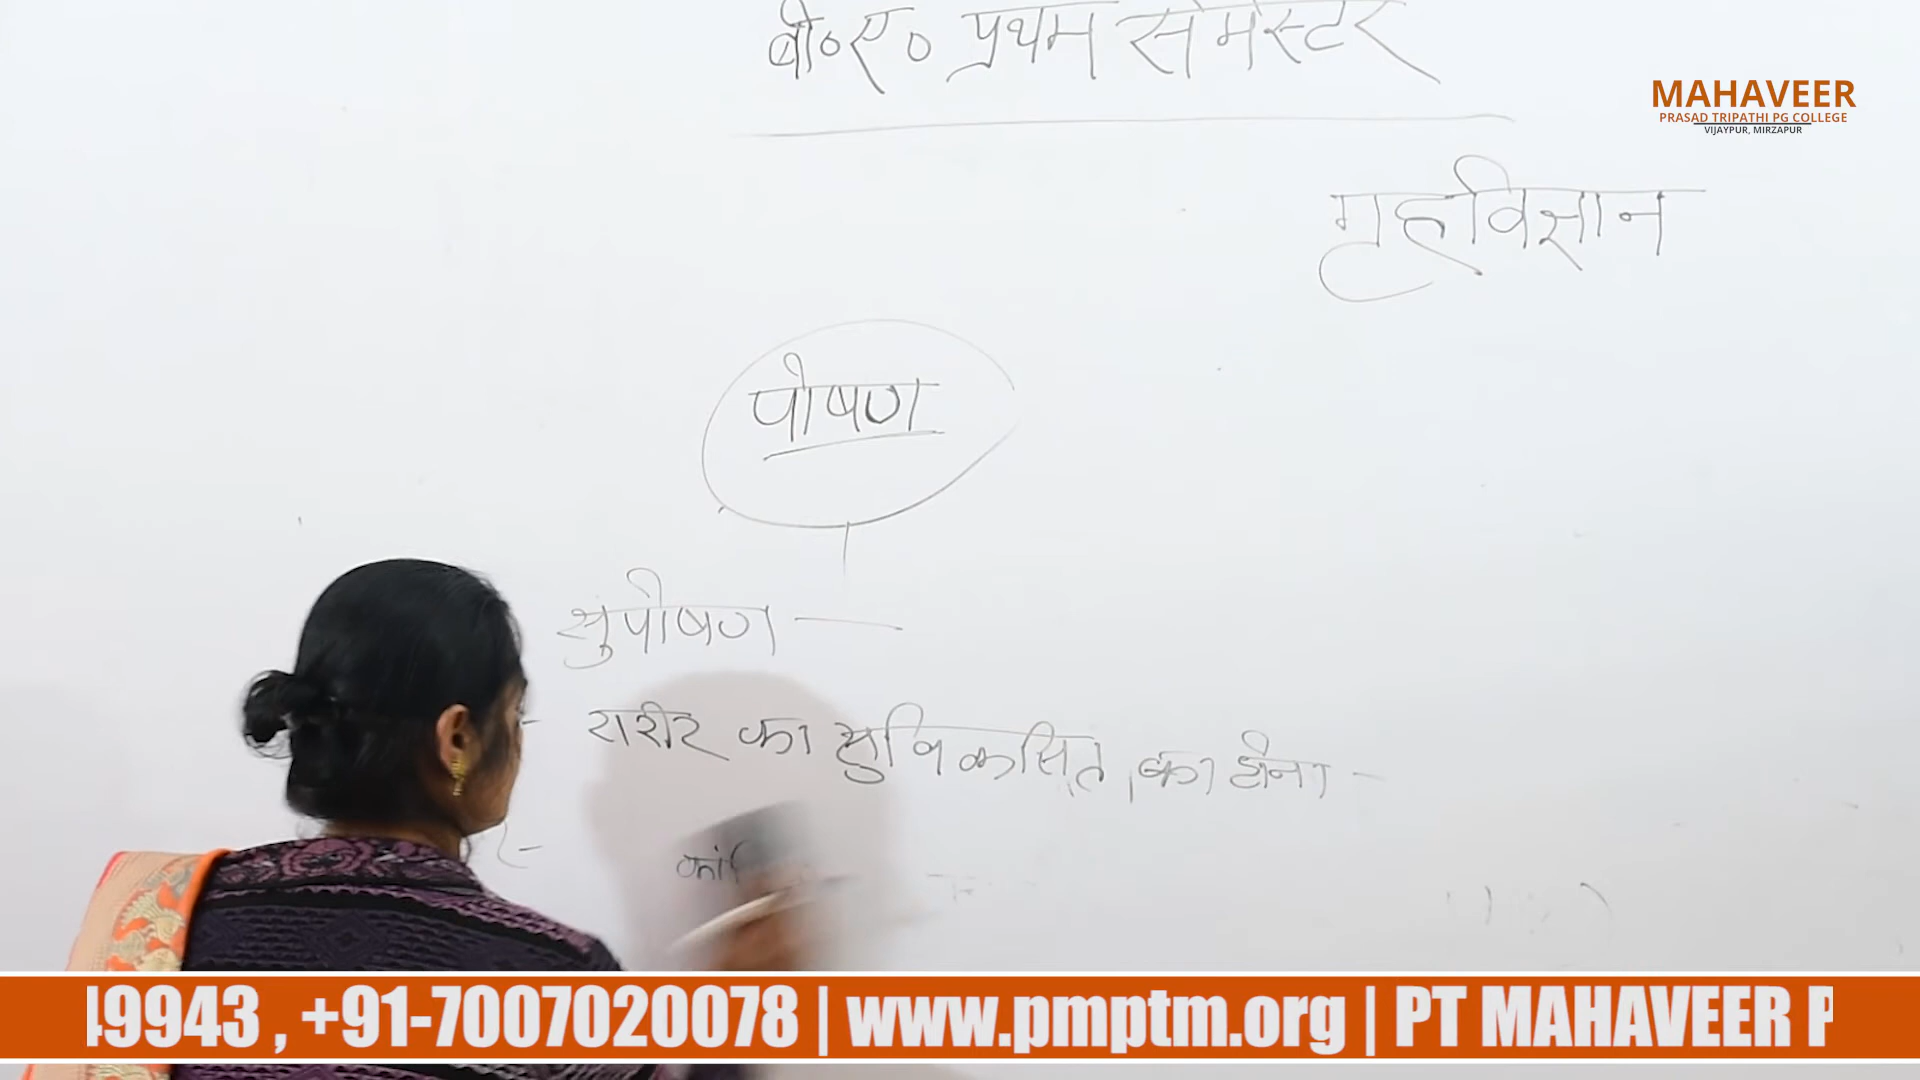 बी०ए० प्रथम सेमेस्टर
MAHAVEER
PRASAD TRIPATHI PG COLLEGE
VIJAYPUR, MIRZAPUR
गृहविज्ञान
पोषण
सुपोषण —
- शरीर का सुविकसित का होना -
49943 , +91-7007020078 | www.pmptm.org | PT MAHAVEER P